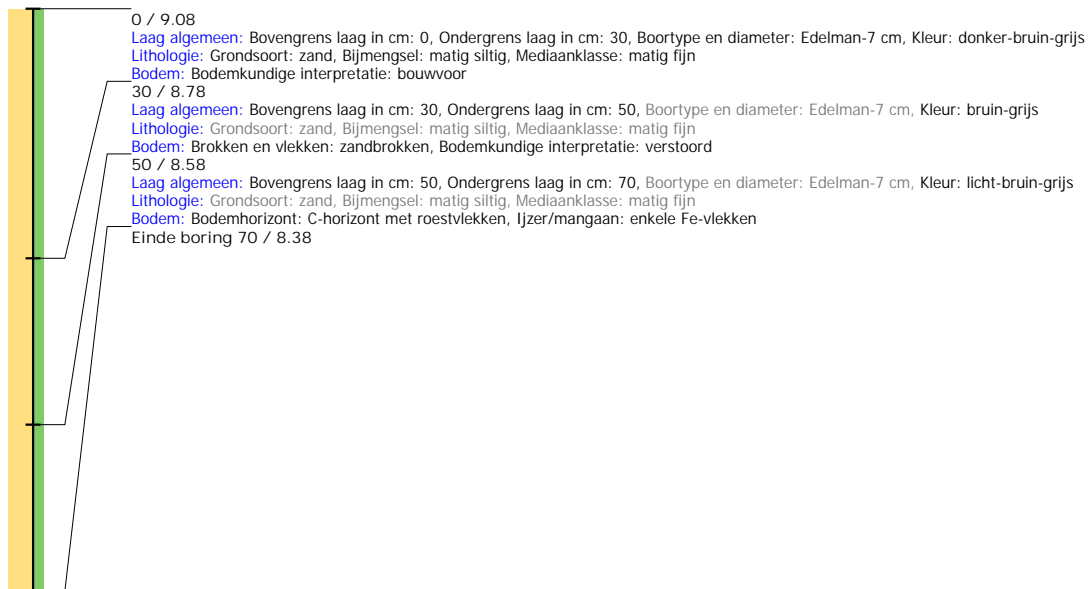 0 / 9.08
Laag algemeen: Bovengrens laag in cm: 0, Ondergrens laag in cm: 30, Boortype en diameter: Edelman-7 cm, Kleur: donker-bruin-grijs
Lithologie: Grondsoort: zand, Bijmengsel: matig siltig, Mediaanklasse: matig fijn
Bodem: Bodemkundige interpretatie: bouwvoor
30 / 8.78
Laag algemeen: Bovengrens laag in cm: 30, Ondergrens laag in cm: 50, Boortype en diameter: Edelman-7 cm, Kleur: bruin-grijs
Lithologie: Grondsoort: zand, Bijmengsel: matig siltig, Mediaanklasse: matig fijn
Bodem: Brokken en vlekken: zandbrokken, Bodemkundige interpretatie: verstoord
50 / 8.58
Laag algemeen: Bovengrens laag in cm: 50, Ondergrens laag in cm: 70, Boortype en diameter: Edelman-7 cm, Kleur: licht-bruin-grijs
Lithologie: Grondsoort: zand, Bijmengsel: matig siltig, Mediaanklasse: matig fijn
Bodem: Bodemhorizont: C-horizont met roestvlekken, Ijzer/mangaan: enkele Fe-vlekken
Einde boring 70 / 8.38